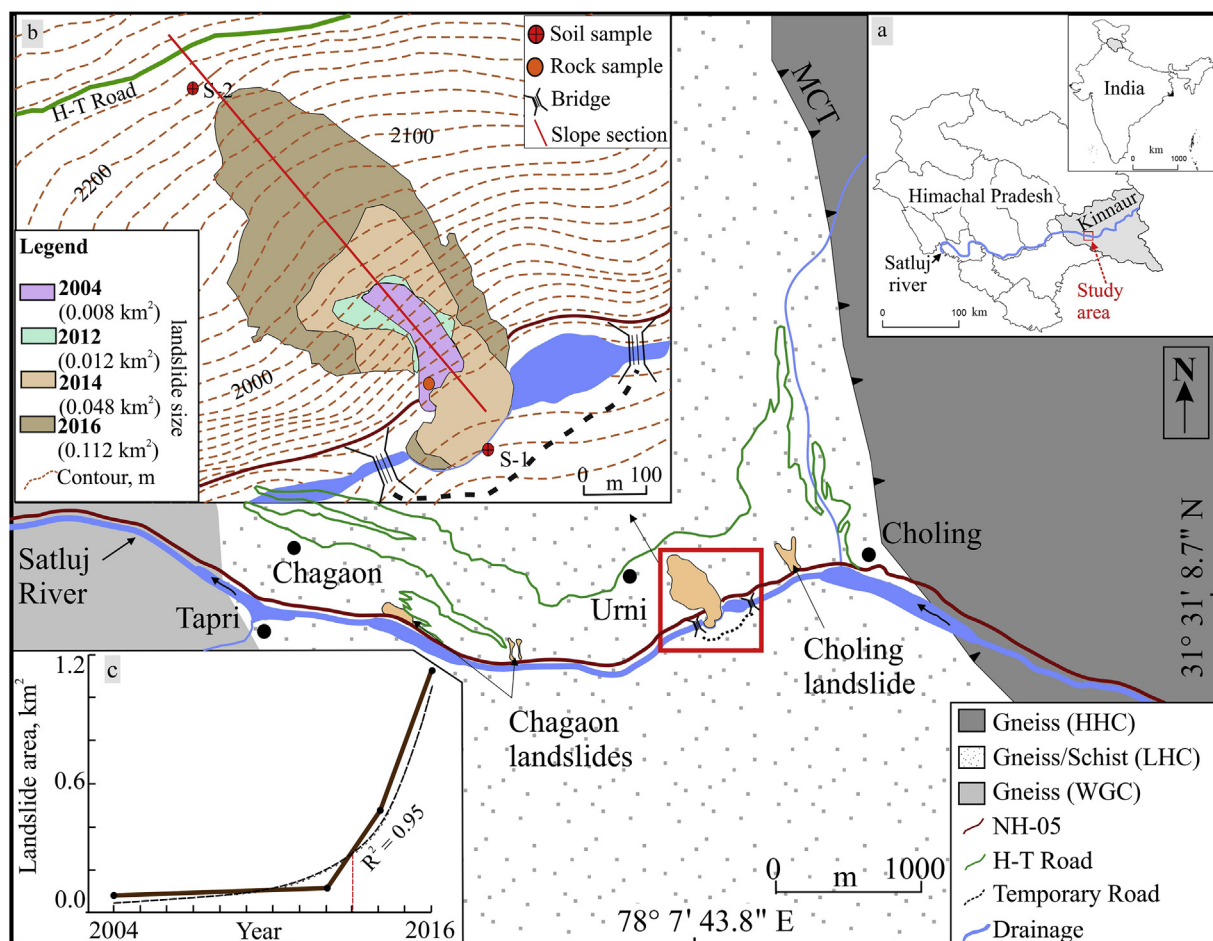 b
H-T Road
S-2
2100
2200
2000
S-1
0 100
m
Soil sample
Rock sample
Bridge
Slope section
Legend
2004
(0.008 km²)
2012
(0.012 km²)
2014
(0.048 km²)
2016
(0.112 km²)
landslide size
Contour, m
MCT
a
India
km
0 1000
Himachal Pradesh
Kinnaur
Satluj
river
Study
area
0 100 km
N
31° 31' 8.7" N
Satluj
River
Tapri
Chagaon
Urni
Choling
Choling
landslide
Chagaon
landslides
c
1.2
0.6
0.0
Landslide area, km²
R² = 0.95
2004 Year 2016
0 1000
m
78° 7' 43.8" E
Gneiss (HHC)
Gneiss/Schist (LHC)
Gneiss (WGC)
NH-05
H-T Road
Temporary Road
Drainage